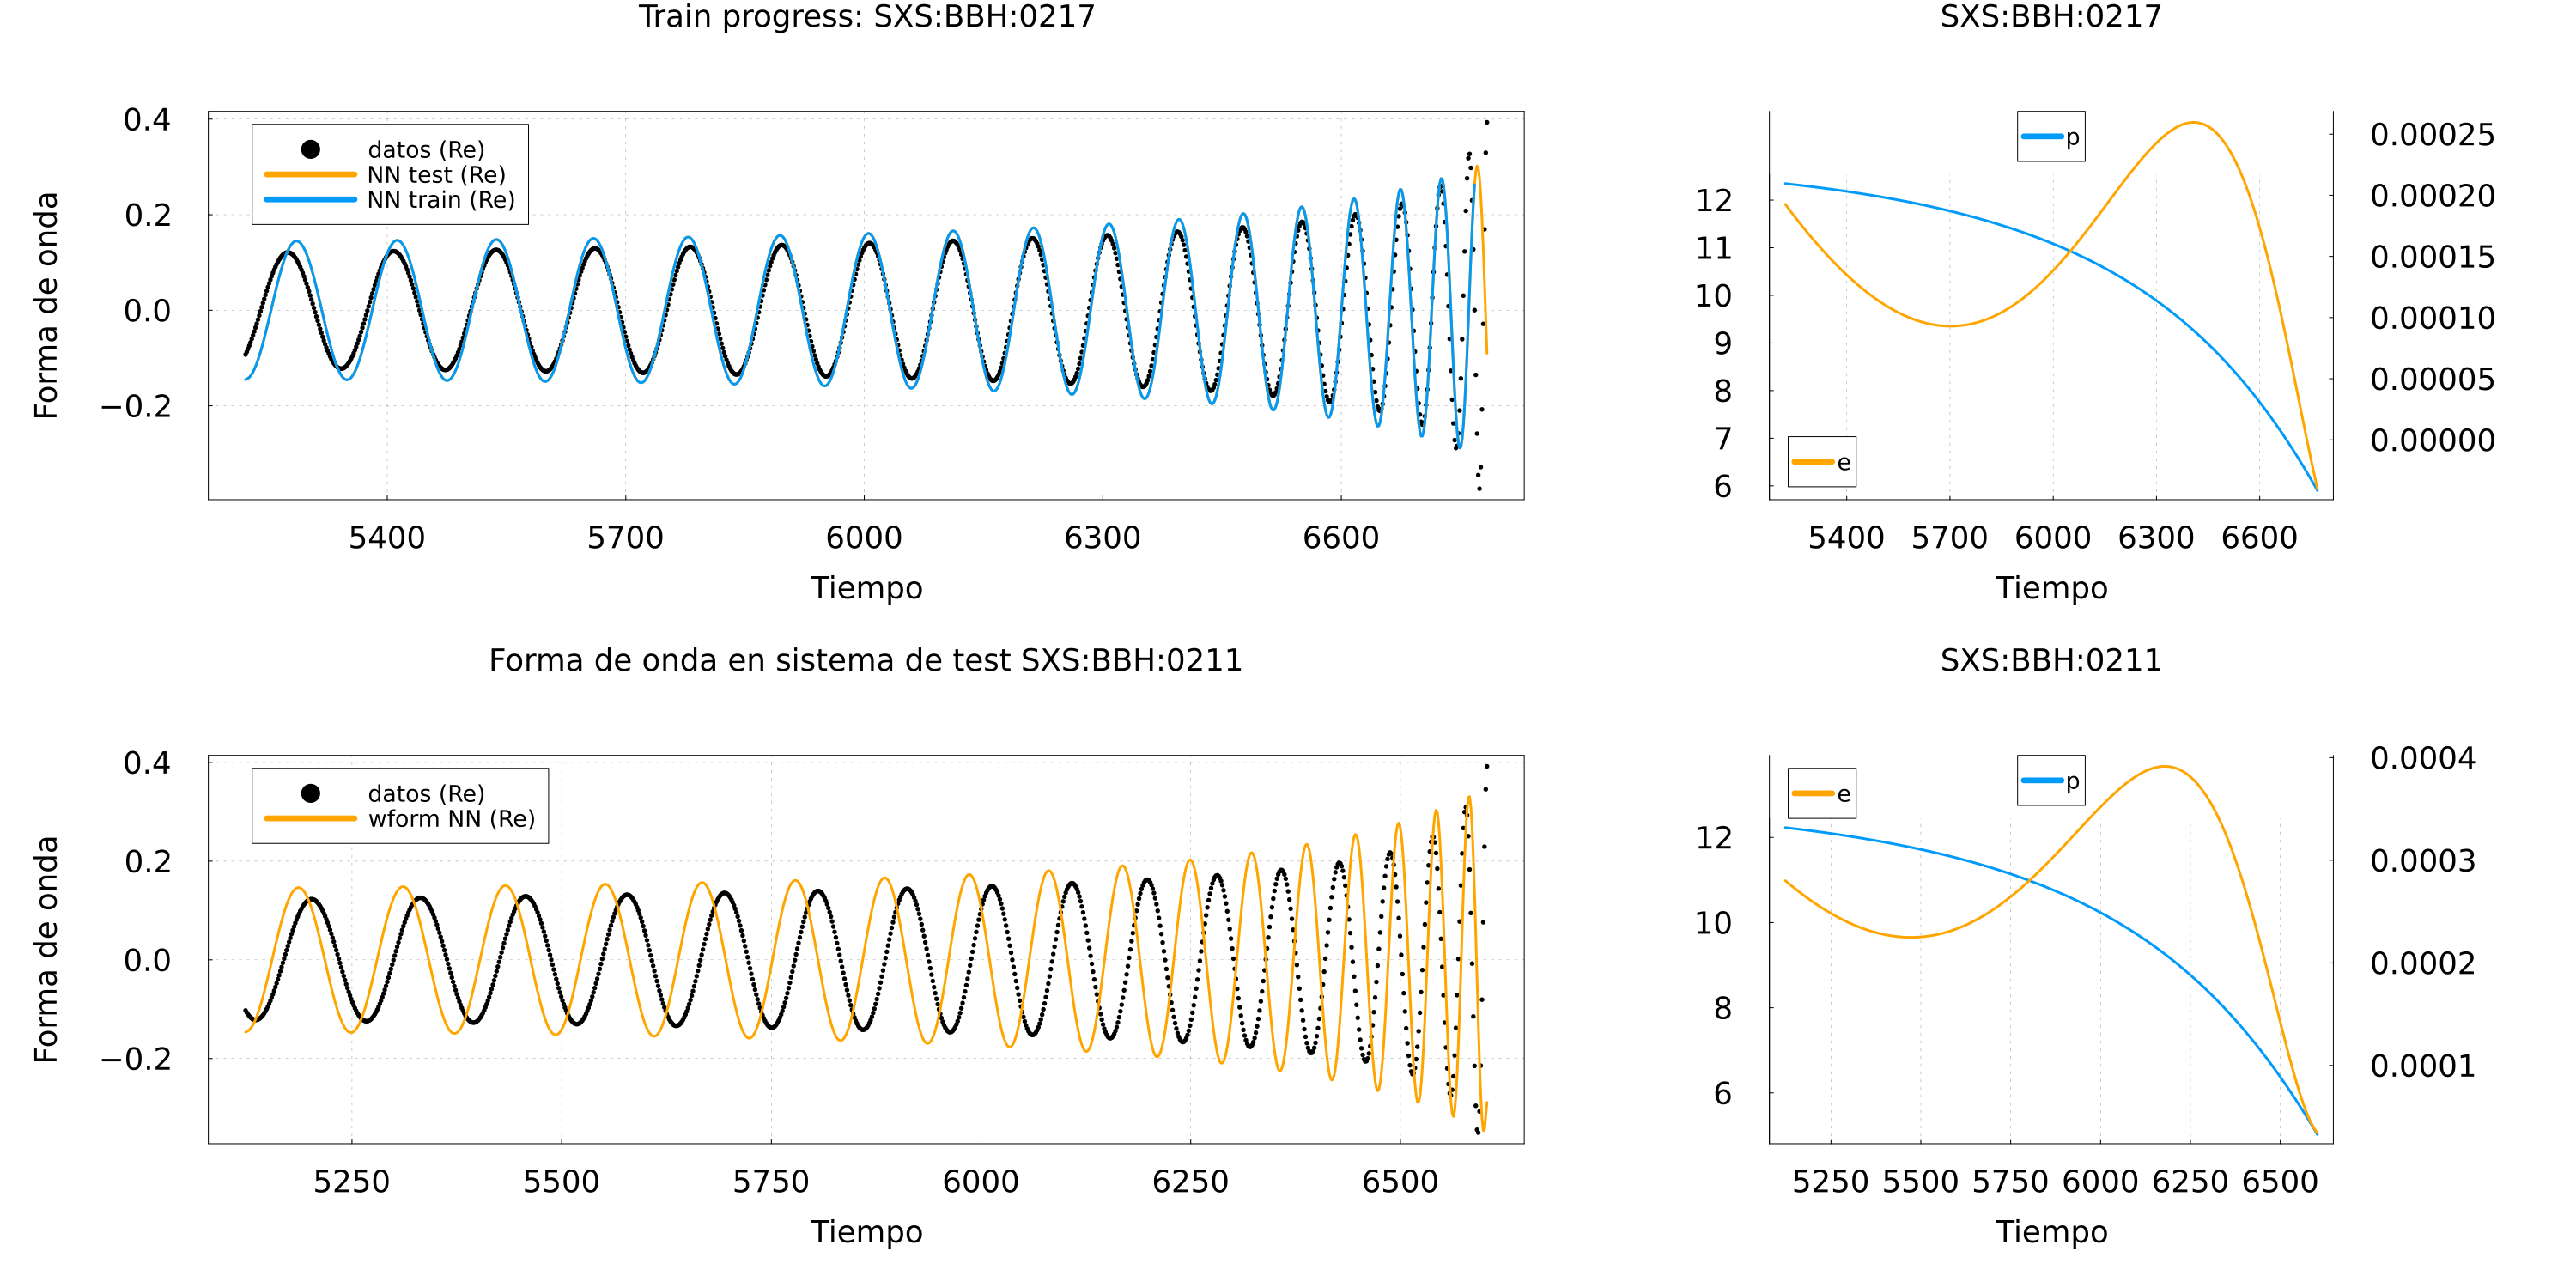 Train progress: SXS:BBH:0217
Forma de onda
0.4
0.2
0.0
−0.2
datos (Re)
NN test (Re)
NN train (Re)
5400 5700 6000 6300 6600
Tiempo
SXS:BBH:0217
12
11
10
9
8
7
6
p
e
0.00025
0.00020
0.00015
0.00010
0.00005
0.00000
5400 5700 6000 6300 6600
Tiempo
Forma de onda en sistema de test SXS:BBH:0211
Forma de onda
0.4
0.2
0.0
−0.2
datos (Re)
wform NN (Re)
5250 5500 5750 6000 6250 6500
Tiempo
SXS:BBH:0211
12
10
8
6
e
p
0.0004
0.0003
0.0002
0.0001
5250 5500 5750 6000 6250 6500
Tiempo